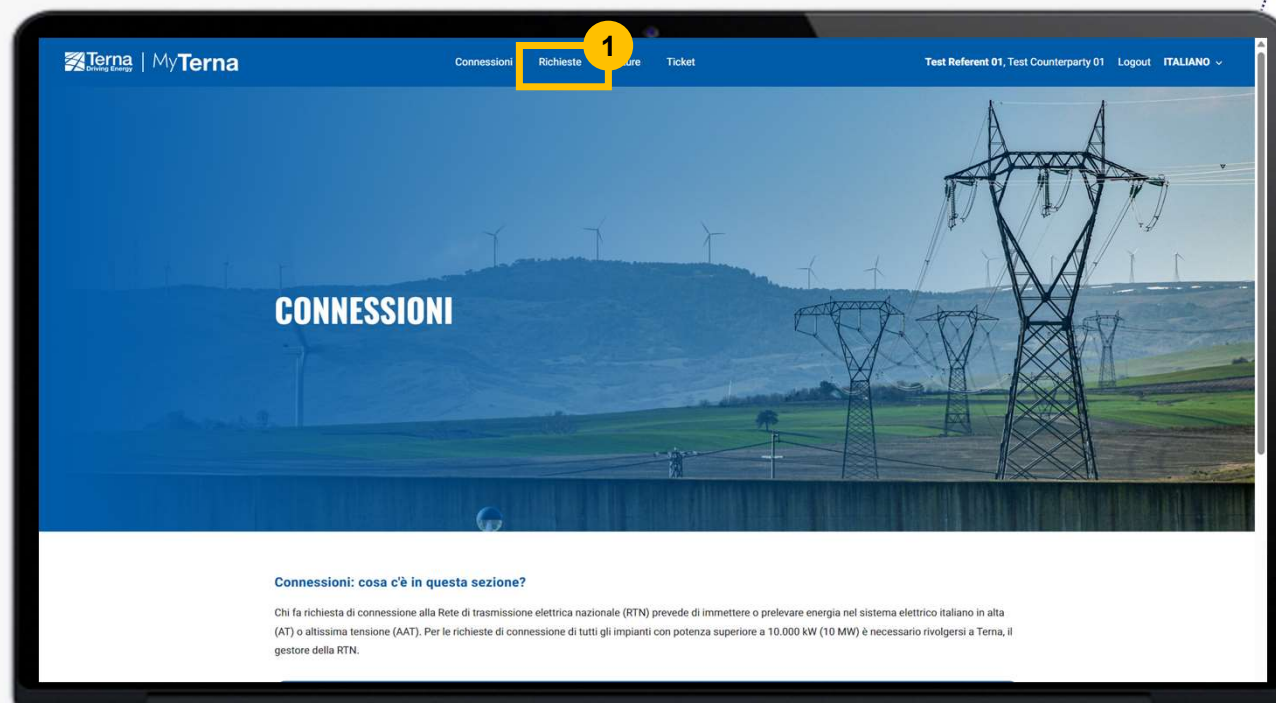 Terna
Driving Energy
MyTerna
Connessioni
Richieste
Ticket
Test Referent 01, Test Counterparty 01
Logout
ITALIANO
1
CONNESSIONI
Connessioni: cosa c'è in questa sezione?
Chi fa richiesta di connessione alla Rete di trasmissione elettrica nazionale (RTN) prevede di immettere o prelevare energia nel sistema elettrico italiano in alta
(AT) o altissima tensione (AAT). Per le richieste di connessione di tutti gli impianti con potenza superiore a 10.000 kW (10 MW) è necessario rivolgersi a Terna, il
gestore della RTN.